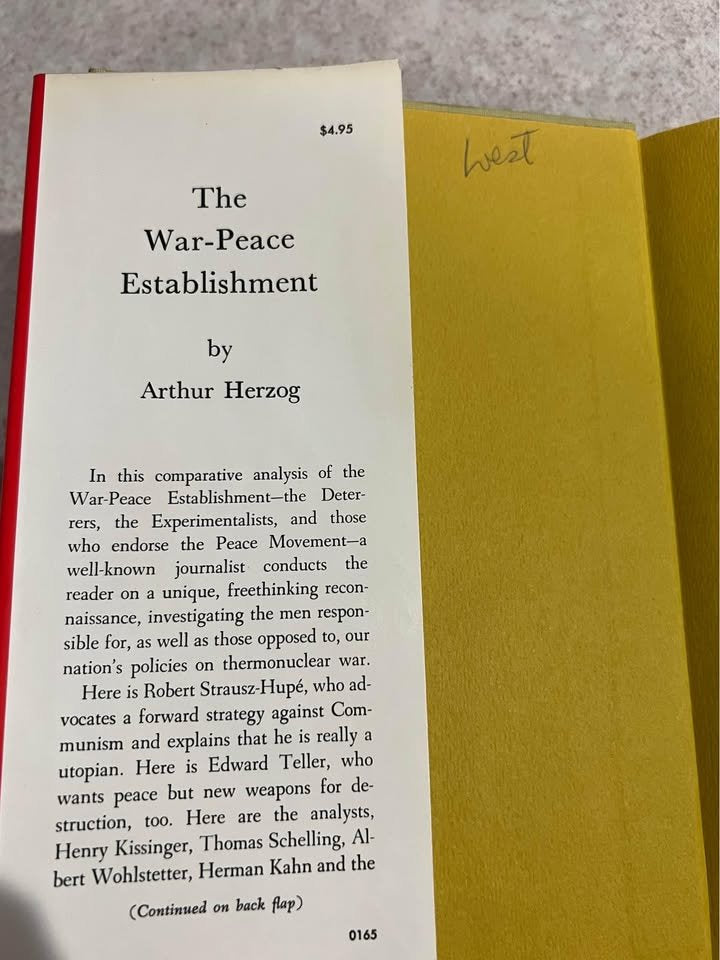 $4.95
West
The
War-Peace
Establishment
by
Arthur Herzog
In this comparative analysis of the
War-Peace Establishment—the Deter-
rers, the Experimentalists, and those
who endorse the Peace Movement—a
well-known journalist conducts the
reader on a unique, freethinking recon-
naissance, investigating the men respon-
sible for, as well as those opposed to, our
nation's policies on thermonuclear war.
Here is Robert Strausz-Hupé, who ad-
vocates a forward strategy against Com-
munism and explains that he is really a
utopian. Here is Edward Teller, who
wants peace but new weapons for de-
struction, too. Here are the analysts,
Henry Kissinger, Thomas Schelling, Al-
bert Wohlstetter, Herman Kahn and the
(Continued on back flap)
0165